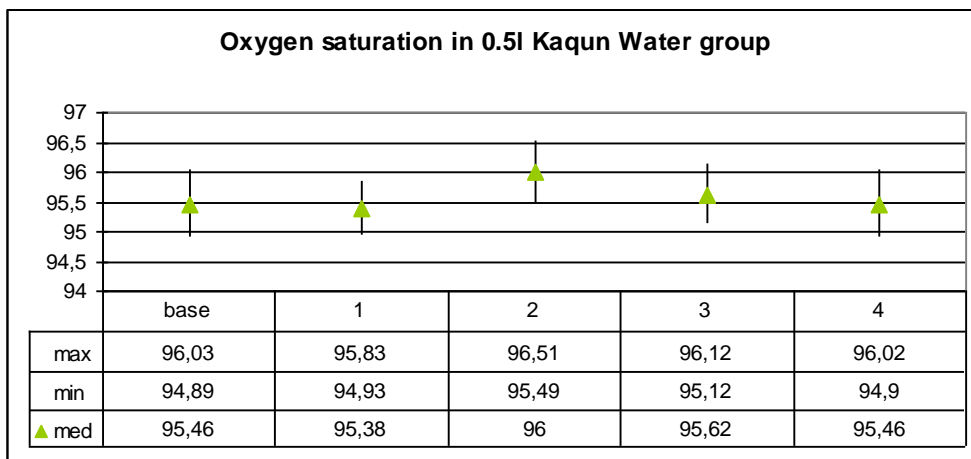 Oxygen saturation in 0.5l Kaqun Water group
97
96,5
96
95,5
95
94,5
94
base 1 2 3 4
max 96,03 95,83 96,51 96,12 96,02
min 94,89 94,93 95,49 95,12 94,9
med 95,46 95,38 96 95,62 95,46